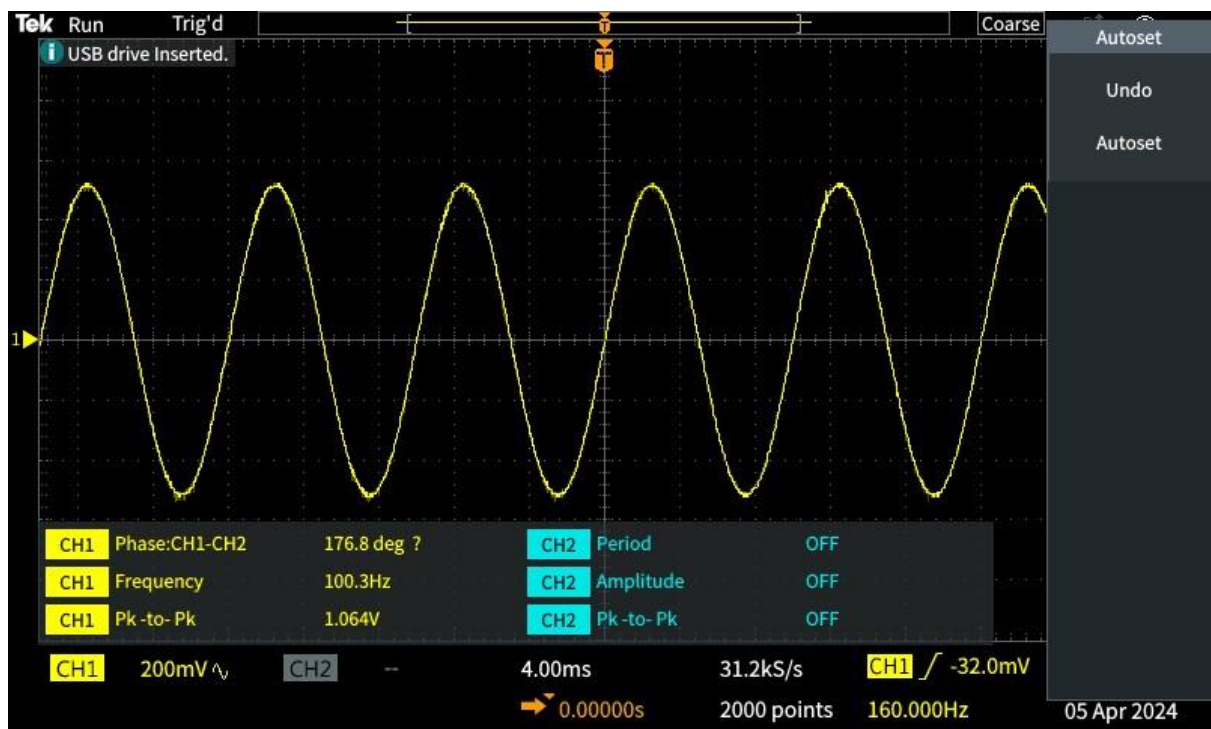 Tek Run Trig'd Coarse
T
Autoset
i USB drive Inserted.
T
Undo
Autoset
1
CH1 Phase:CH1-CH2 176.8 deg ? CH2 Period OFF
CH1 Frequency 100.3Hz CH2 Amplitude OFF
CH1 Pk -to- Pk 1.064V CH2 Pk -to- Pk OFF
CH1 200mV CH2 -- 4.00ms 31.2kS/s CH1 -32.0mV
0.00000s 2000 points 160.000Hz 05 Apr 2024